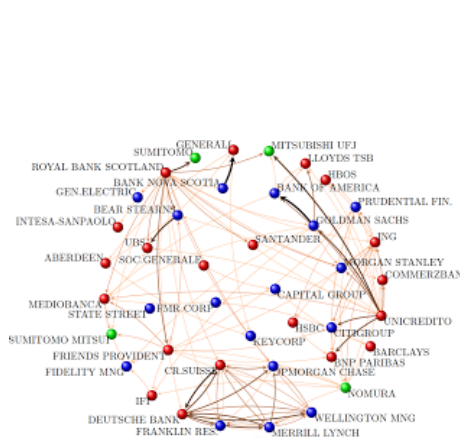 GENERALI
SUMITOMO
MITSUBISHI UFJ
LLOYDS TSB
ROYAL BANK SCOTLAND
HBOS
BANK NOVA SCOTIA
GEN.ELECTRIC
BANK OF AMERICA
PRUDENTIAL FIN.
BEAR STEARNS
INTESA-SANPAOLO
GOLDMAN SACHS
UBS
SANTANDER
ING
ABERDEEN
SOC.GENERALE
MORGAN STANLEY
COMMERZBAN
CAPITAL GROUP
MEDIOBANCA
STATE STREET
FMR CORP
UNICREDITO
HSBC
CITIGROUP
SUMITOMO MITSUI
KEYCORP
BARCLAYS
FRIENDS PROVIDENT
BNP PARIBAS
FIDELITY MNG
CR.SUISSE
JPMORGAN CHASE
NOMURA
IFI
DEUTSCHE BANK
WELLINGTON MNG
FRANKLIN RES.
MERRILL LYNCH